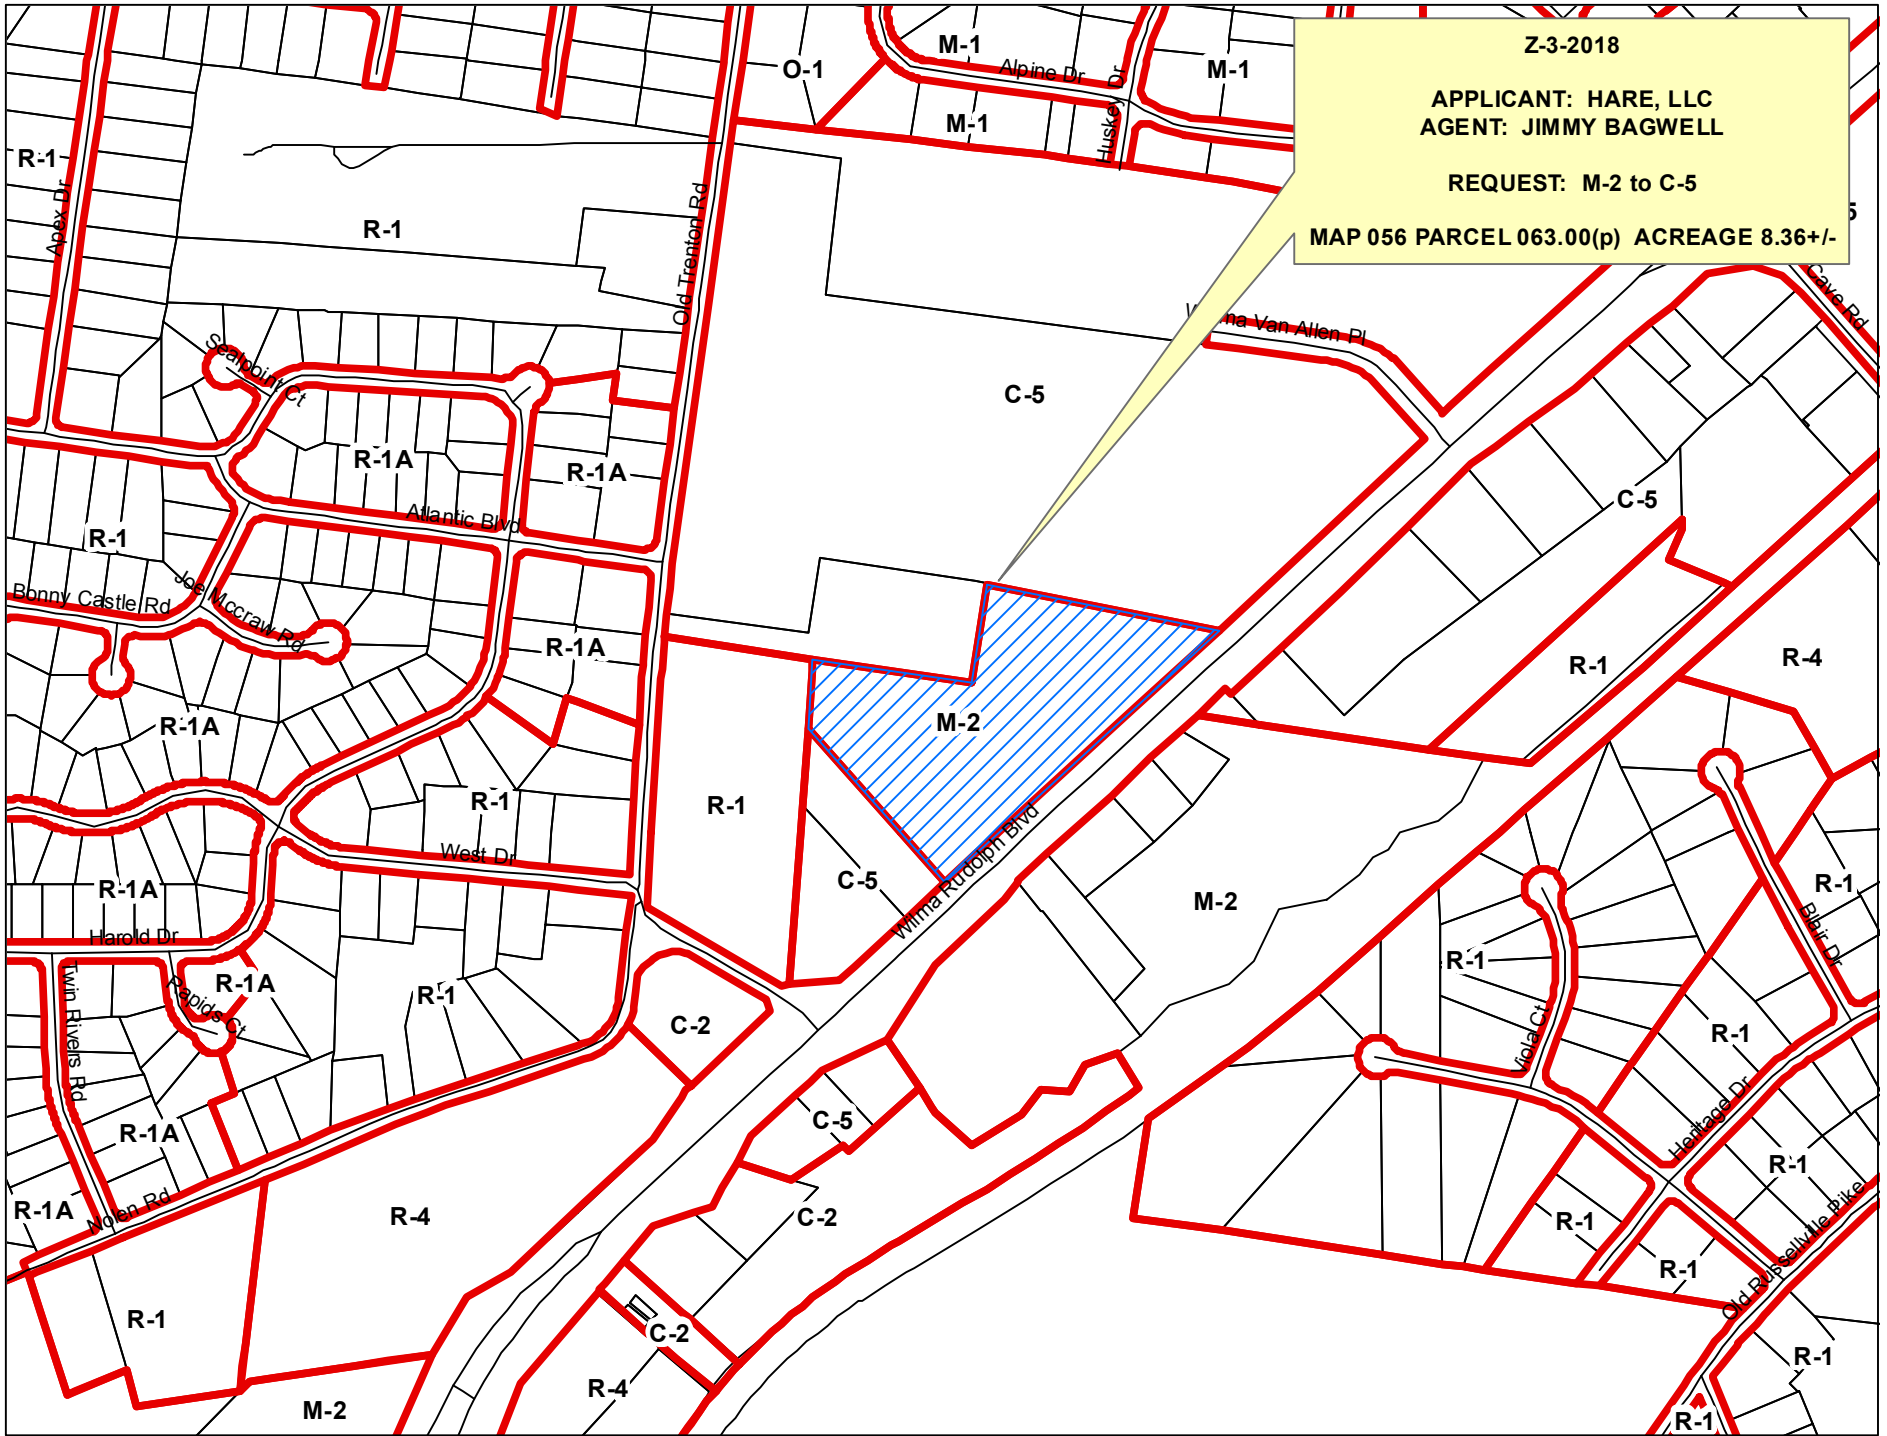 Z-3-2018
APPLICANT: HARE, LLC
AGENT: JIMMY BAGWELL
REQUEST: M-2 to C-5
MAP 056 PARCEL 063.00(p) ACREAGE 8.36+/-
O-1
M-1
Alpine Dr
M-1
M-1
Huskey Dr
R-1
Apex Dr
R-1
Old Trenton Rd
5
Cave Rd
Van Allen Pl
Sealpoint Ct
C-5
R-1A
R-1A
C-5
Atlantic Blvd
R-1
Bonny Castle Rd
Joe Mccraw Rd
R-1A
R-1
R-4
R-1A
M-2
R-1
R-1
Wilma Rudolph Blvd
West Dr
C-5
M-2
R-1
R-1A
Blair Dr
Harold Dr
R-1
Twin Rivers Rd
R-1A
Rapids Ct
R-1
C-2
R-1
Viola Ct
Heritage Dr
C-5
R-1A
R-1
Old Russellville Pike
R-1A
Nolen Rd
R-4
C-2
R-1
R-1
R-1
C-2
R-1
R-4
M-2
R-1